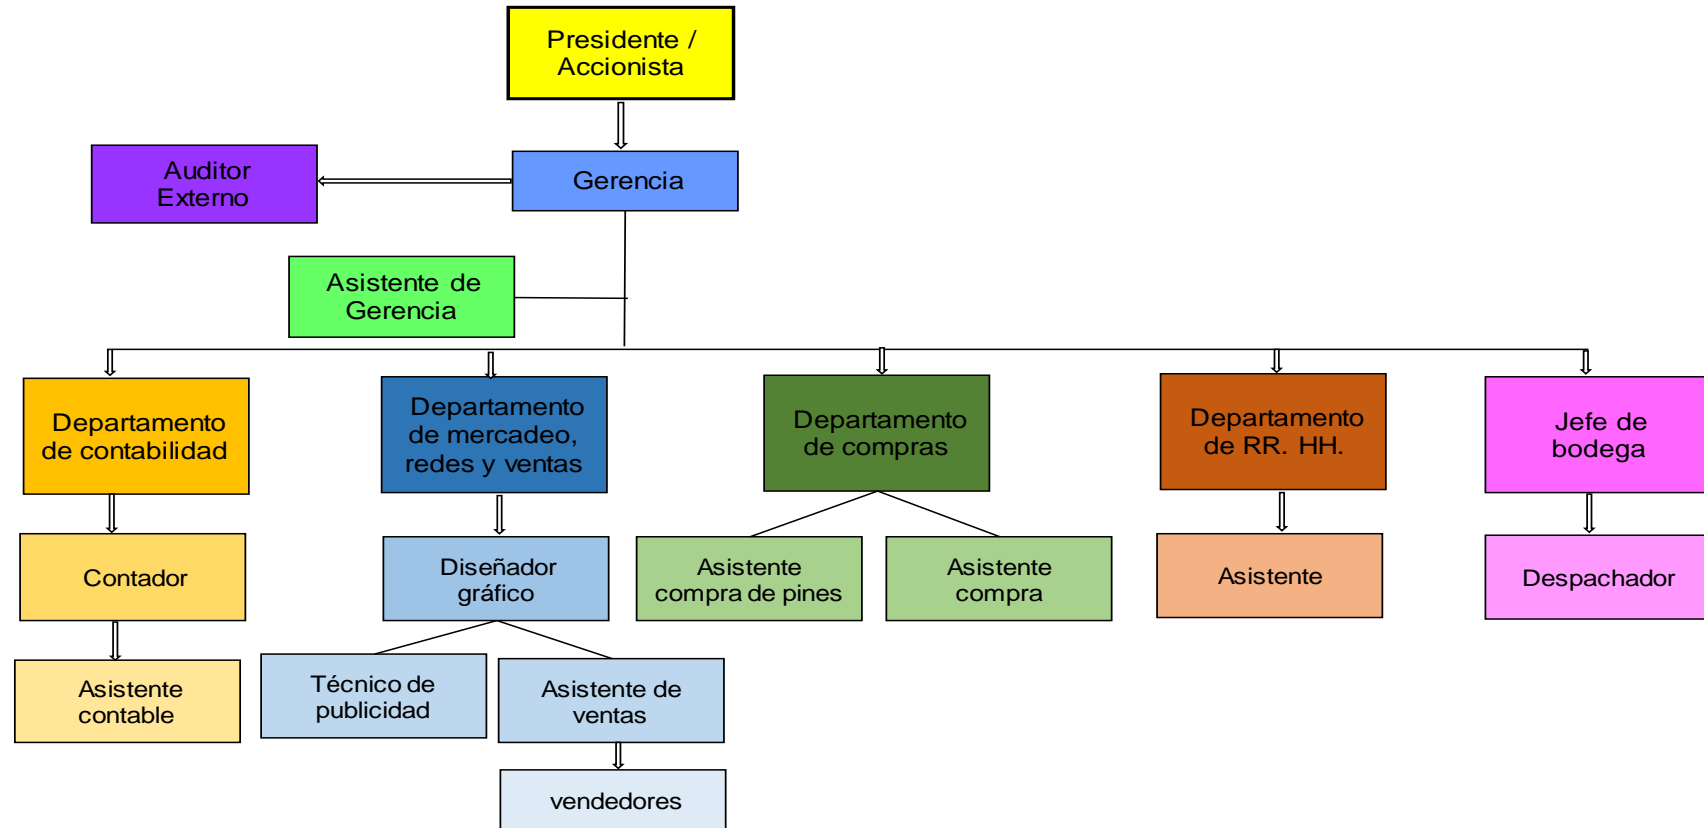 Presidente /
Accionista
Auditor
Externo
Gerencia
Asistente de
Gerencia
Departamento
de contabilidad
Departamento
de mercadeo,
redes y ventas
Departamento
de compras
Departamento
de RR. HH.
Jefe de
bodega
Contador
Diseñador
gráfico
Asistente
compra de pines
Asistente
compra
Asistente
Despachador
Asistente
contable
Técnico de
publicidad
Asistente de
ventas
vendedores